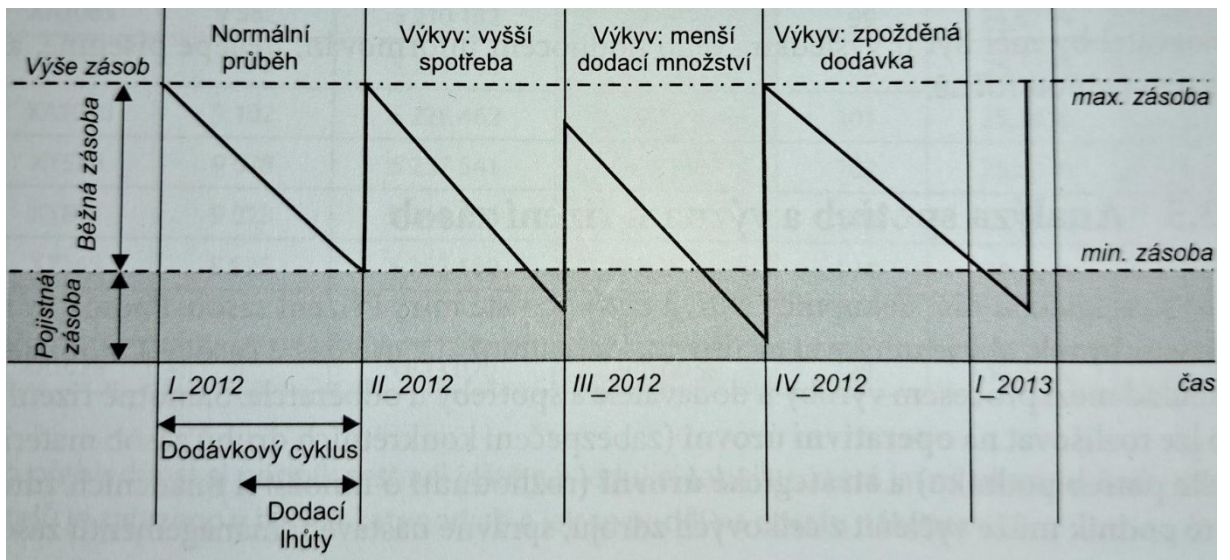 Normální
průběh
Výkyv: vyšší
spotřeba
Výkyv: menší
dodací množství
Výkyv: zpožděná
dodávka
Výše zásob
max. zásoba
Běžná zásoba
min. zásoba
Pojistná
zásoba
I_2012
II_2012
III_2012
IV_2012
I_2013
čas
Dodávkový cyklus
Dodací
lhůty